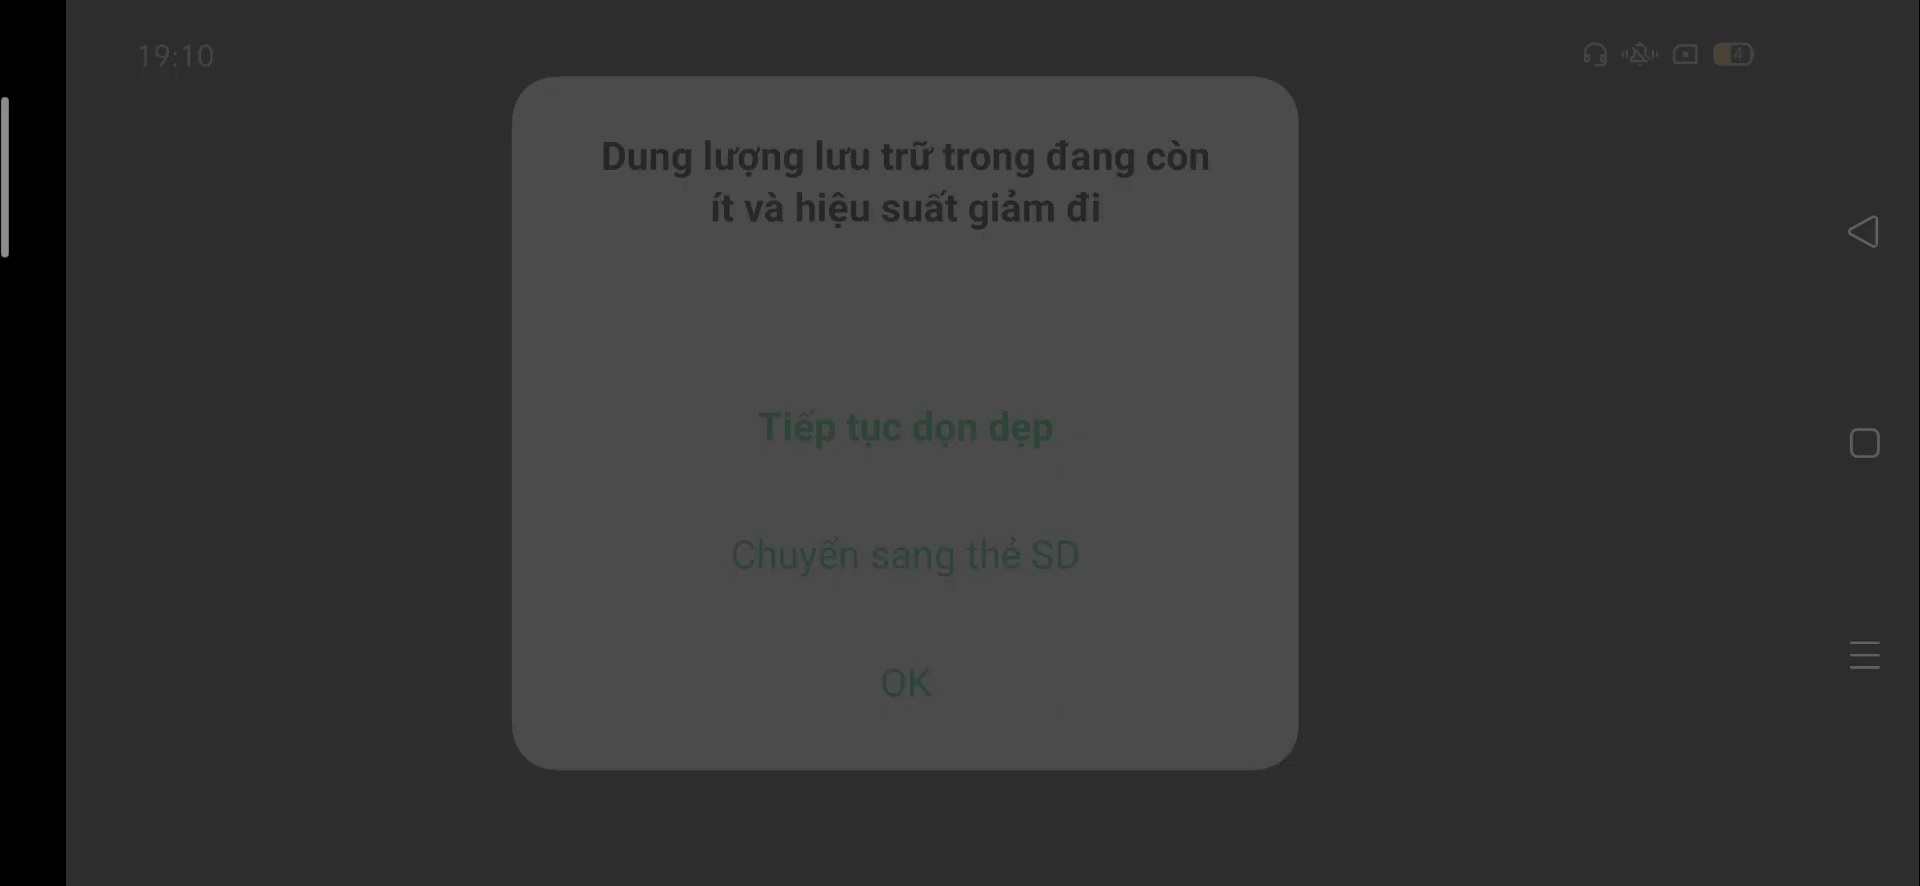 19:10
4
Dung lượng lưu trữ trong đang còn
ít và hiệu suất giảm đi
Tiếp tục dọn dẹp
Chuyển sang thẻ SD
OK